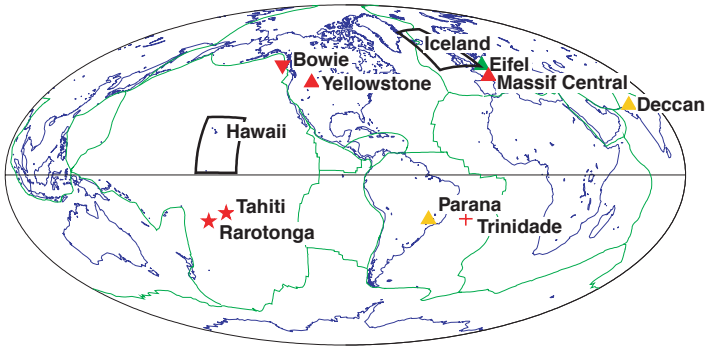 Iceland
Bowie
Eifel
Yellowstone
Massif Central
Deccan
Hawaii
Tahiti
Parana
Rarotonga
Trinidade